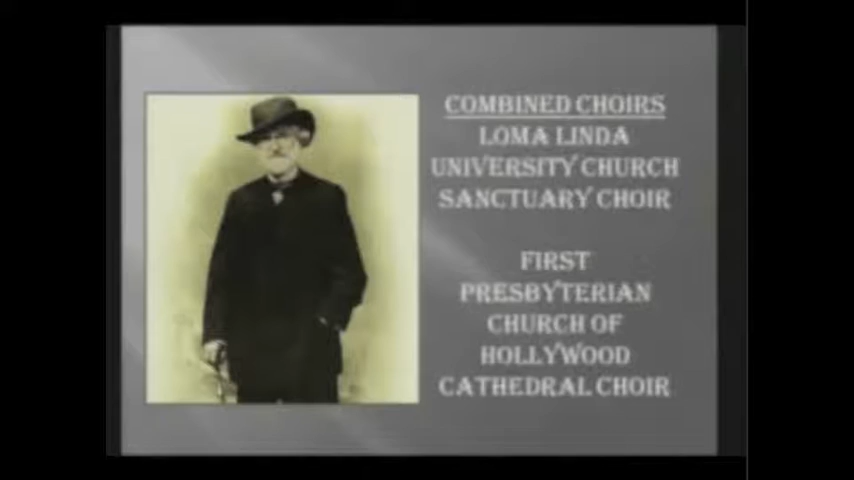 COMBINED CHOIRS
LOMA LINDA
UNIVERSITY CHURCH
SANCTUARY CHOIR
FIRST
PRESBYTERIAN
CHURCH OF
HOLLYWOOD
CATHEDRAL CHOIR